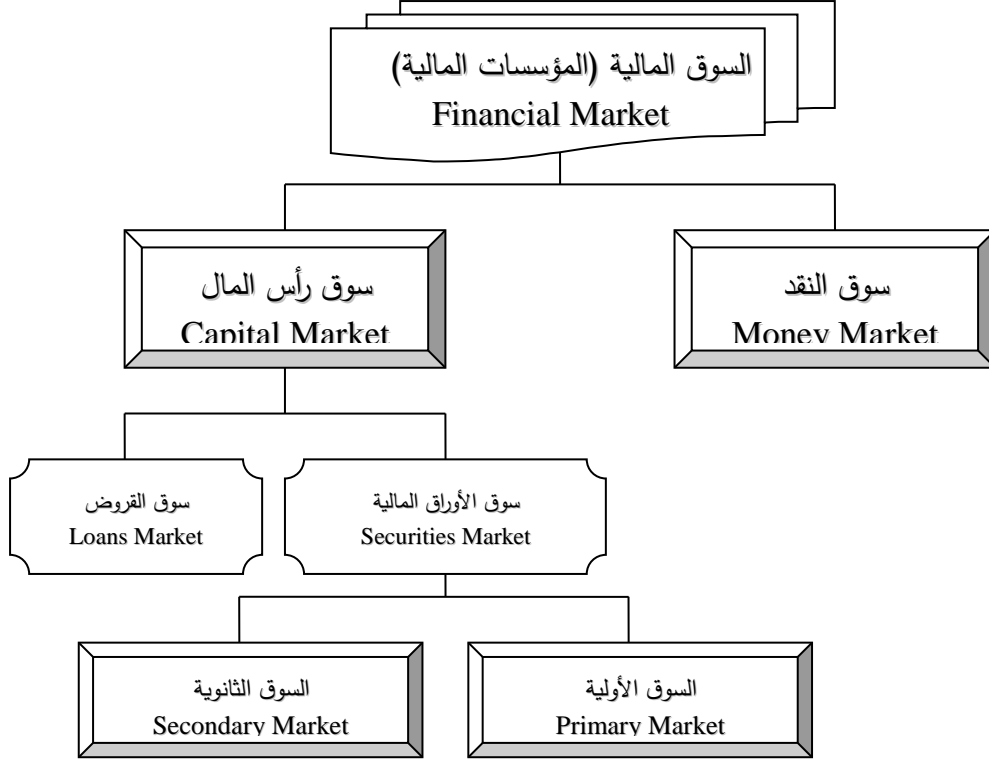 السوق المالية (المؤسسات المالية)
Financial Market
سوق النقد
Money Market
سوق رأس المال
Capital Market
سوق الأوراق المالية
Securities Market
سوق القروض
Loans Market
السوق الأولية
Primary Market
السوق الثانوية
Secondary Market